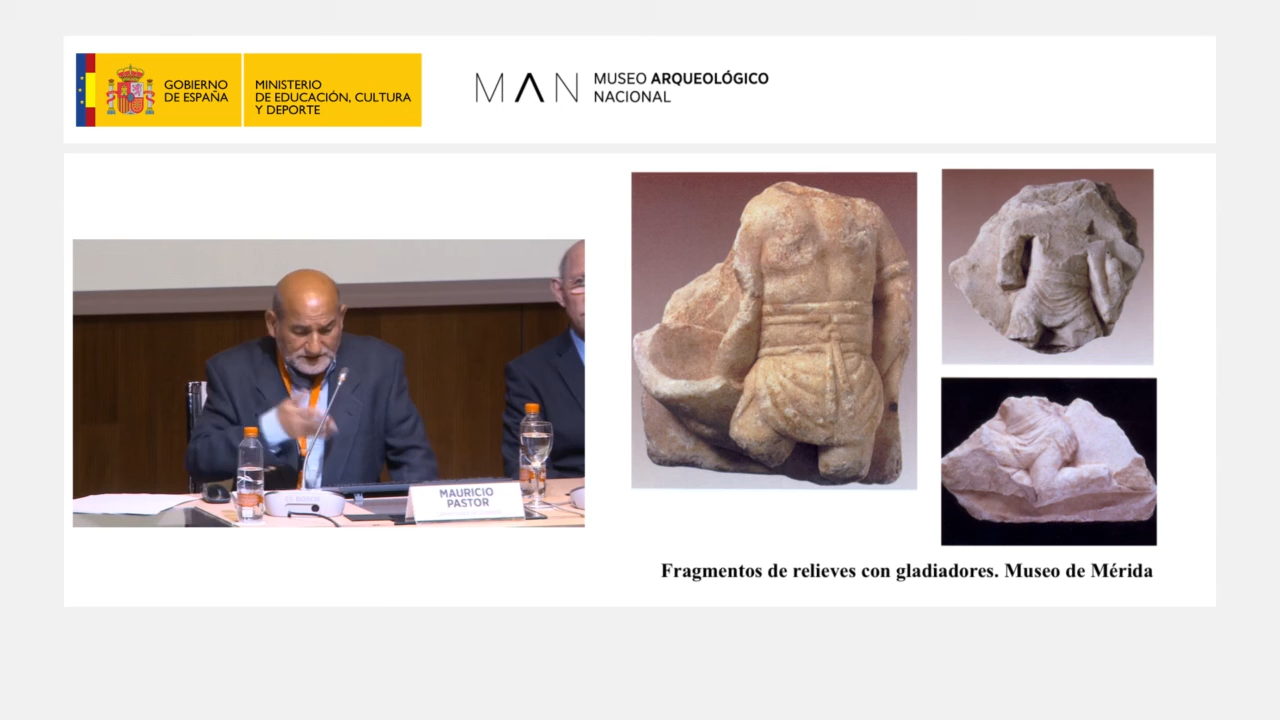 GOBIERNO
DE ESPAÑA
MINISTERIO
DE EDUCACIÓN, CULTURA
Y DEPORTE
MAN
MUSEO ARQUEOLÓGICO
NACIONAL
BOSCH
MAURICIO
PASTOR
Fragmentos de relieves con gladiadores. Museo de Mérida